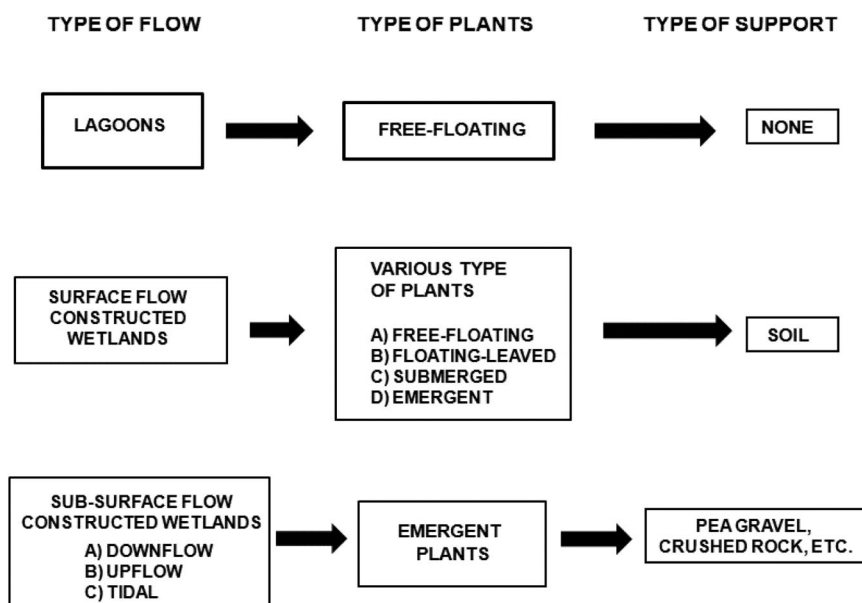 TYPE OF FLOW
TYPE OF PLANTS
TYPE OF SUPPORT
LAGOONS
FREE-FLOATING
NONE
SURFACE FLOW
CONSTRUCTED
WETLANDS
VARIOUS TYPE
OF PLANTS
A) FREE-FLOATING
B) FLOATING-LEAVED
C) SUBMERGED
D) EMERGENT
SOIL
SUB-SURFACE FLOW
CONSTRUCTED WETLANDS
A) DOWNFLOW
B) UPFLOW
C) TIDAL
EMERGENT
PLANTS
PEA GRAVEL,
CRUSHED ROCK, ETC.